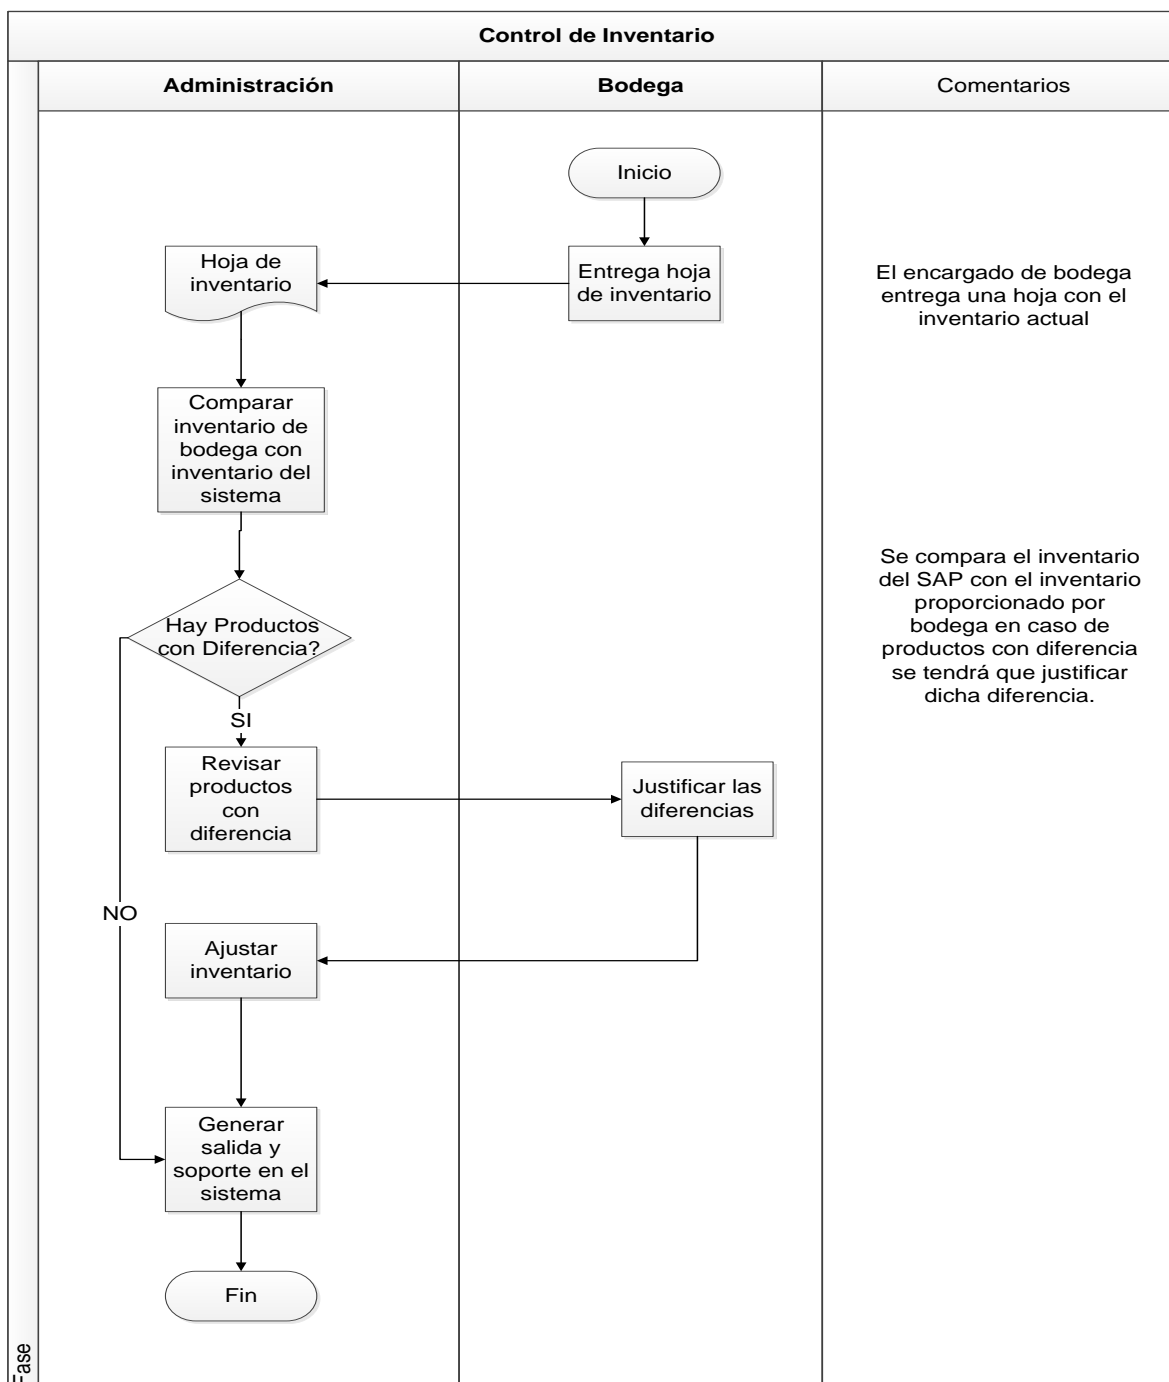 Control de Inventario
Administración
Bodega
Comentarios
Inicio
Hoja de
inventario
Entrega hoja
de inventario
El encargado de bodega
entrega una hoja con el
inventario actual
Comparar
inventario de
bodega con
inventario del
sistema
Se compara el inventario
del SAP con el inventario
proporcionado por
bodega en caso de
productos con diferencia
se tendrá que justificar
dicha diferencia.
Hay Productos
con Diferencia?
SI
Revisar
productos
con
diferencia
Justificar las
diferencias
NO
Ajustar
inventario
Generar
salida y
soporte en el
sistema
Fin
Fase